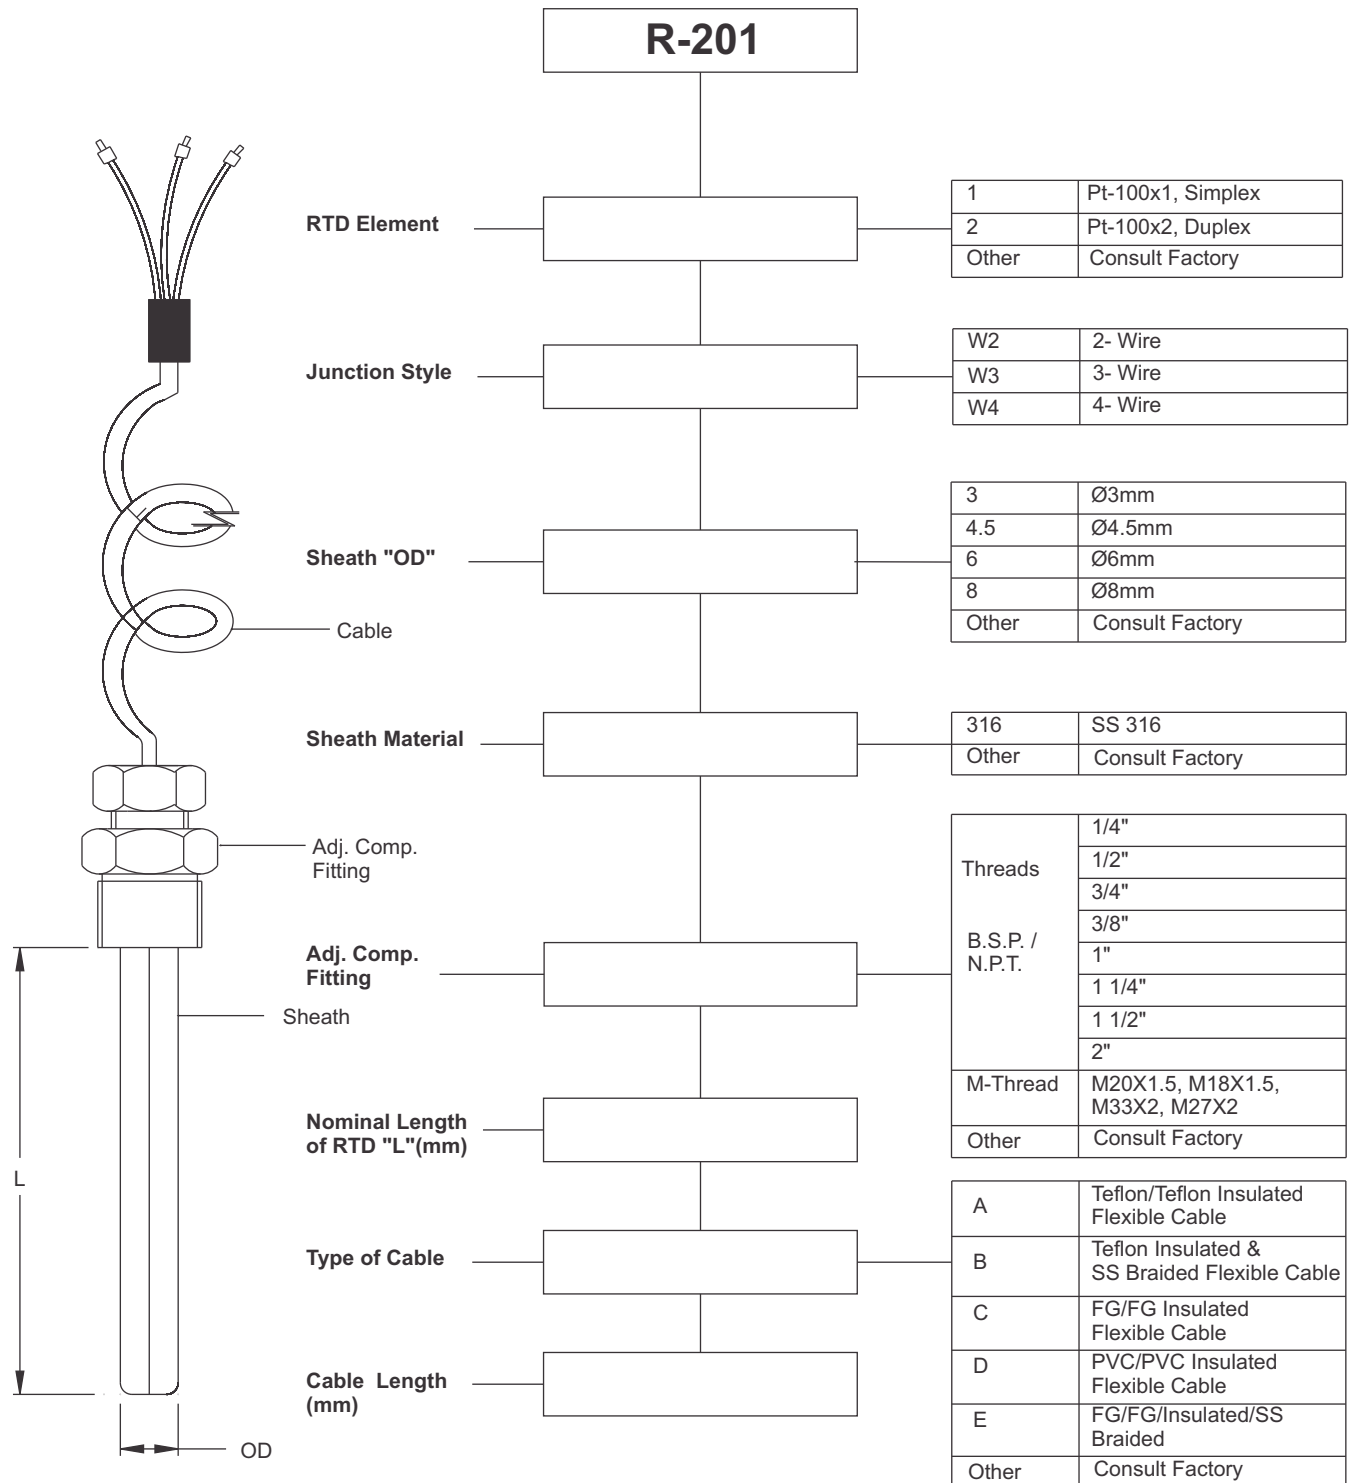 R-201
RTD Element
1 Pt-100x1, Simplex
2 Pt-100x2, Duplex
Other Consult Factory
Junction Style
W2 2- Wire
W3 3- Wire
W4 4- Wire
Sheath "OD"
3 Ø3mm
4.5 Ø4.5mm
6 Ø6mm
8 Ø8mm
Other Consult Factory
Cable
Sheath Material
316 SS 316
Other Consult Factory
Adj. Comp.
Fitting
Adj. Comp.
Fitting
Threads
B.S.P. /
N.P.T.
1/4"
1/2"
3/4"
3/8"
1"
1 1/4"
1 1/2"
2"
M-Thread M20X1.5, M18X1.5,
M33X2, M27X2
Other Consult Factory
Sheath
Nominal Length
of RTD "L"(mm)
L
Type of Cable
A Teflon/Teflon Insulated
Flexible Cable
B Teflon Insulated &
SS Braided Flexible Cable
C FG/FG Insulated
Flexible Cable
D PVC/PVC Insulated
Flexible Cable
E FG/FG/Insulated/SS
Braided
Other Consult Factory
Cable Length
(mm)
OD